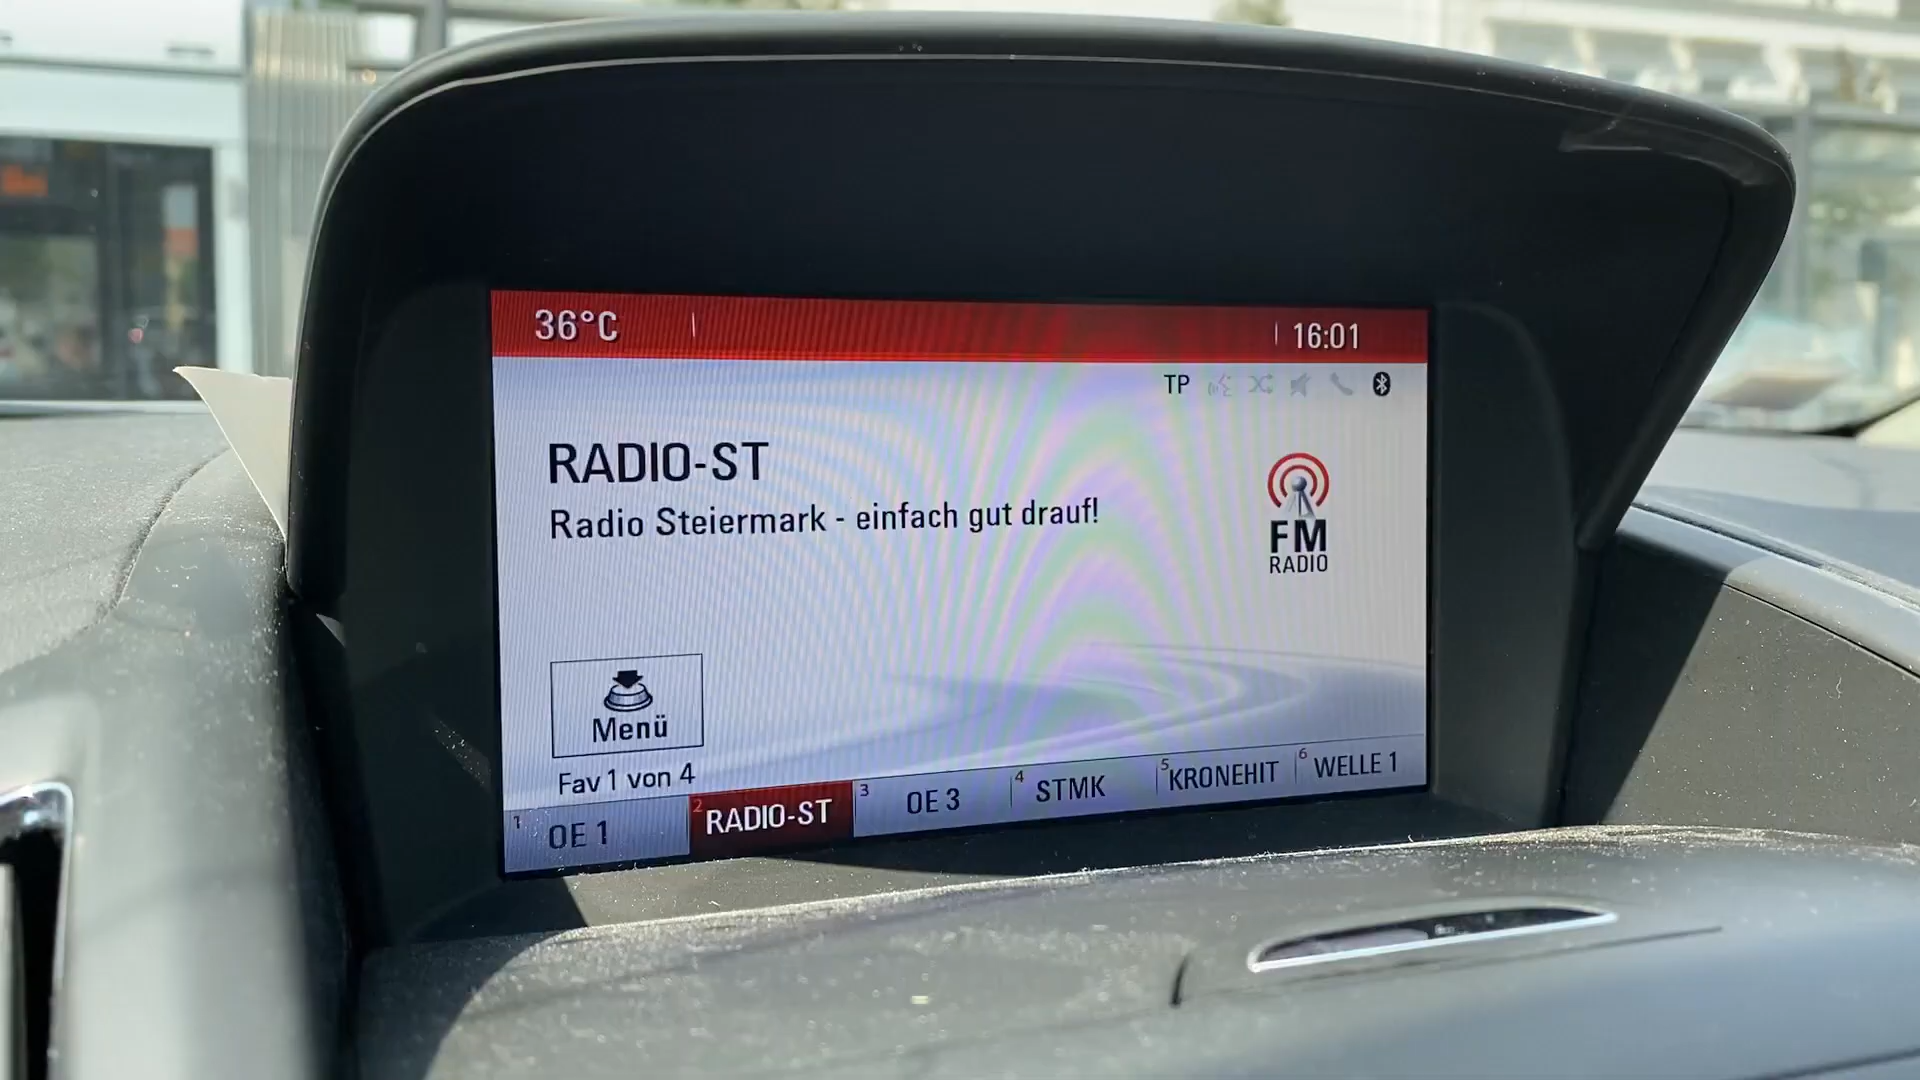 36°C
16:01
TP
RADIO-ST
Radio Steiermark - einfach gut drauf!
FM
RADIO
Menü
Fav 1 von 4
1 OE 1
2 RADIO-ST
3 OE 3
4 STMK
5 KRONEHIT
6 WELLE 1